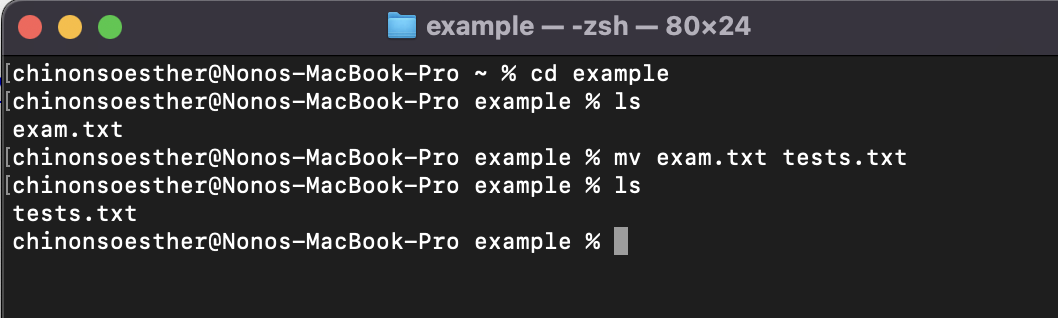 example — -zsh — 80×24
[chinonsoesther@Nonos-MacBook-Pro ~ % cd example
[chinonsoesther@Nonos-MacBook-Pro example % ls
exam.txt
[chinonsoesther@Nonos-MacBook-Pro example % mv exam.txt tests.txt
[chinonsoesther@Nonos-MacBook-Pro example % ls
tests.txt
chinonsoesther@Nonos-MacBook-Pro example %